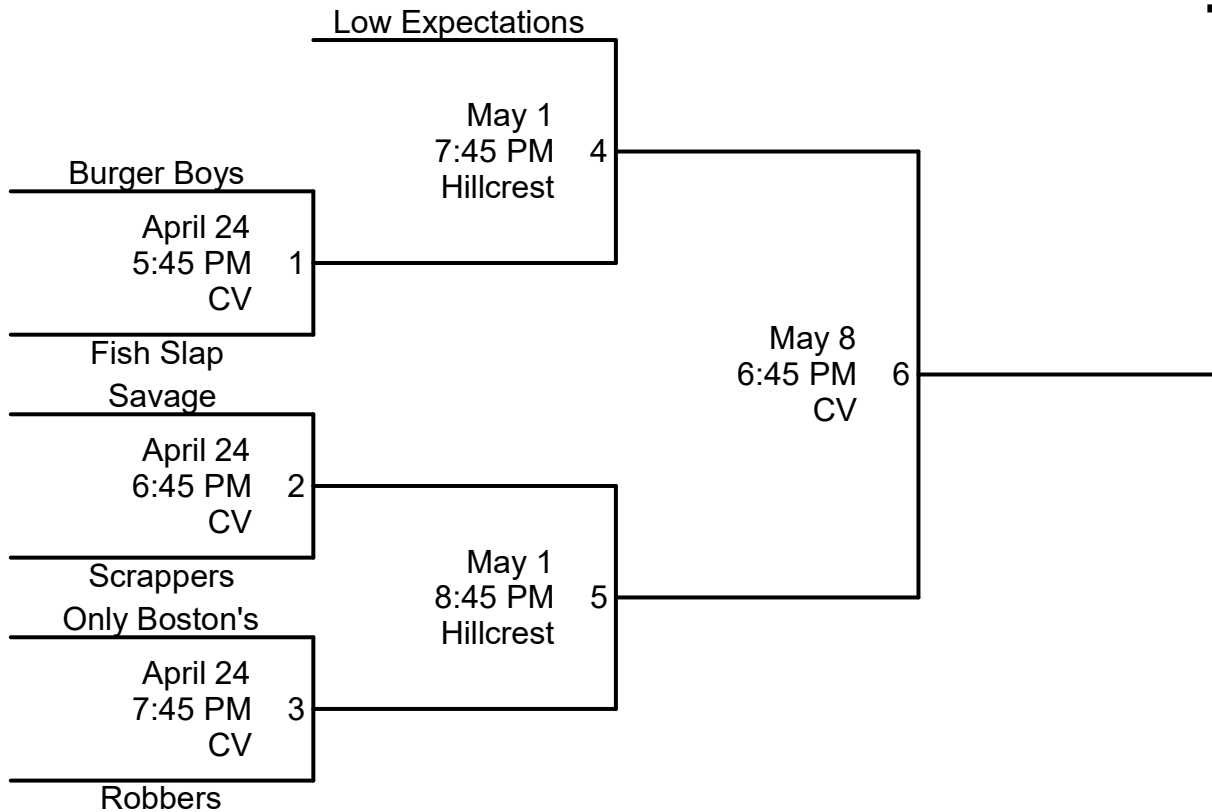 Low Expectations
May 1
7:45 PM 4
Hillcrest
Burger Boys
April 24
5:45 PM 1
CV
Fish Slap
Savage
April 24
6:45 PM 2
CV
Scrappers
Only Boston's
April 24
7:45 PM 3
CV
Robbers
May 1
8:45 PM 5
Hillcrest
May 8
6:45 PM 6
CV